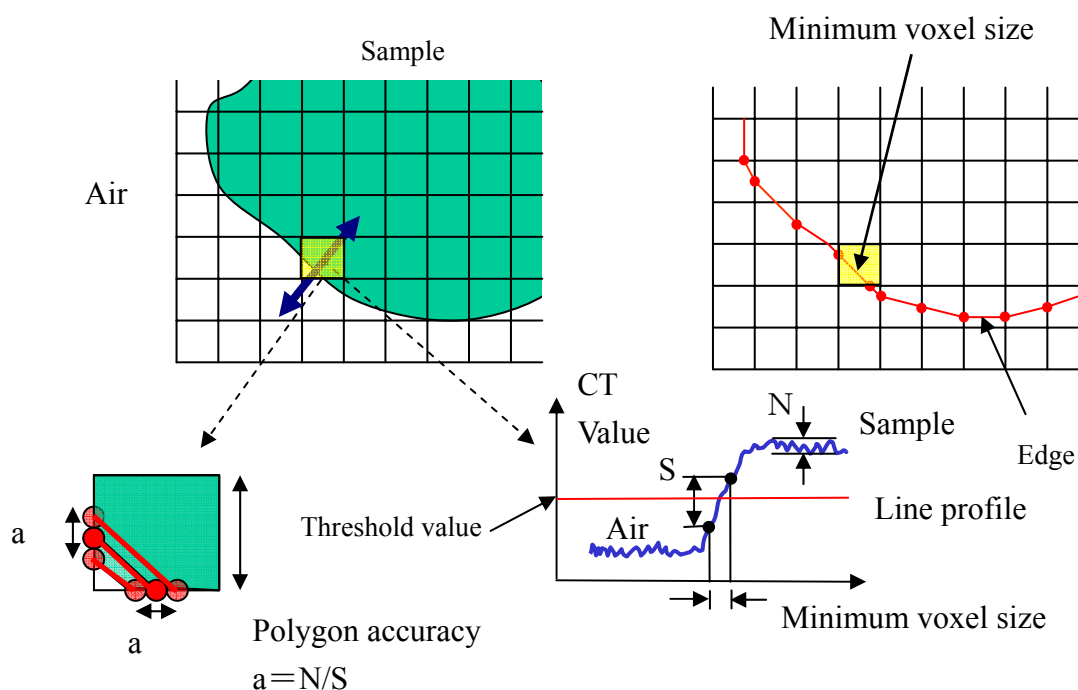 Sample
Minimum voxel size
Air
CT
Value
N
Sample
Edge
S
Threshold value
Line profile
Air
a
Minimum voxel size
a
Polygon accuracy
a＝N/S